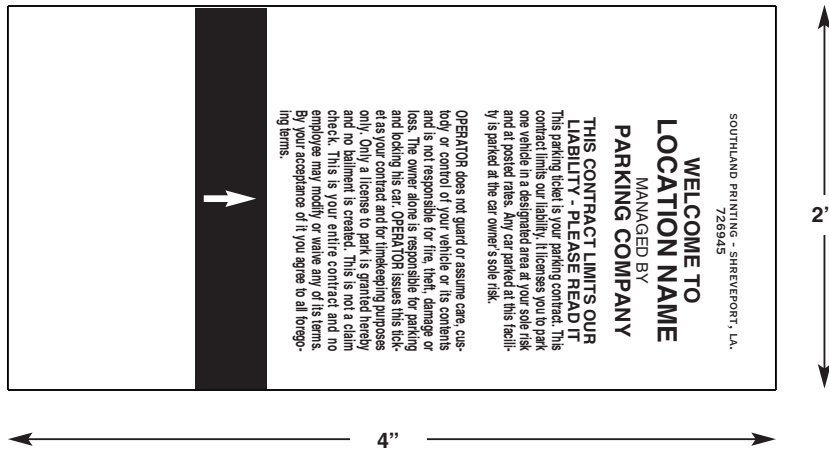 SOUTHLAND PRINTING - SHREVEPORT, LA.
726945
WELCOME TO
LOCATION NAME
MANAGED BY
PARKING COMPANY
THIS CONTRACT LIMITS OUR
LIABILITY - PLEASE READ IT
This parking ticket is your parking contract. This
contract limits our liability. It licenses you to park
one vehicle in a designated area at your sole risk
and at posted rates. Any car parked at this facili-
ty is parked at the car owner's sole risk.
OPERATOR does not guard or assume care, cus-
tody or control of your vehicle or its contents
and is not responsible for fire, theft, damage or
loss. The owner alone is responsible for parking
and locking his car. OPERATOR issues this tick-
et as your contract and for timekeeping purposes
only. Only a license to park is granted hereby
and no bailment is created. This is not a claim
check. This is your entire contract and no
employee may modify or waive any of its terms.
By your acceptance of it you agree to all forego-
ing terms.
2”
4”